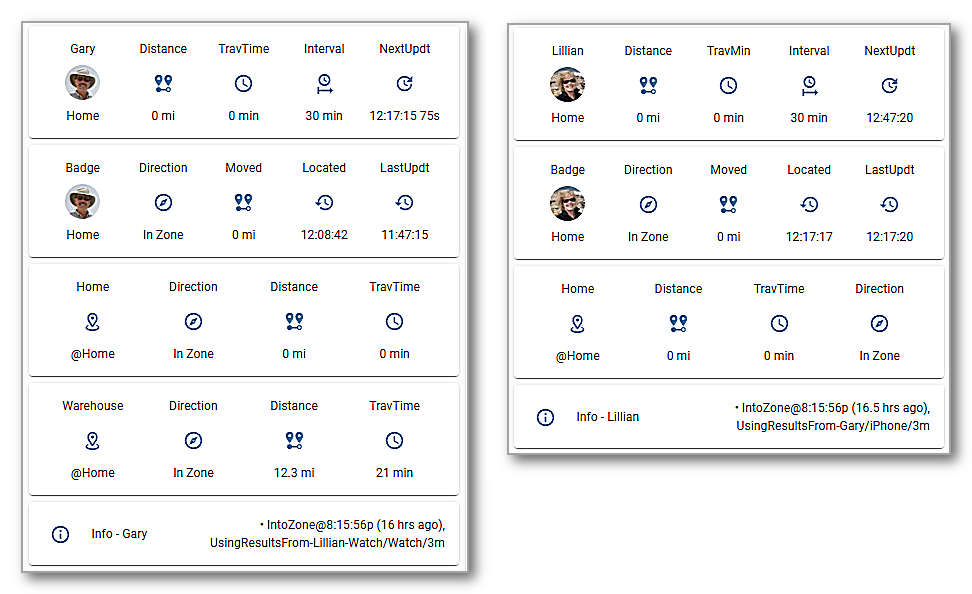 Gary Distance TravTime Interval NextUpdt
Home 0 mi 0 min 30 min 12:17:15 75s
Badge Direction Moved Located LastUpdt
Home In Zone 0 mi 12:08:42 11:47:15
Home Direction Distance TravTime
@Home In Zone 0 mi 0 min
Warehouse Direction Distance TravTime
@Home In Zone 12.3 mi 21 min
Info - Gary
• IntoZone@8:15:56p (16 hrs ago),
UsingResultsFrom-Lillian-Watch/Watch/3m
Lillian Distance TravMin Interval NextUpdt
Home 0 mi 0 min 30 min 12:47:20
Badge Direction Moved Located LastUpdt
Home In Zone 0 mi 12:17:17 12:17:20
Home Distance TravTime Direction
@Home 0 mi 0 min In Zone
Info - Lillian
• IntoZone@8:15:56p (16.5 hrs ago),
UsingResultsFrom-Gary/iPhone/3m